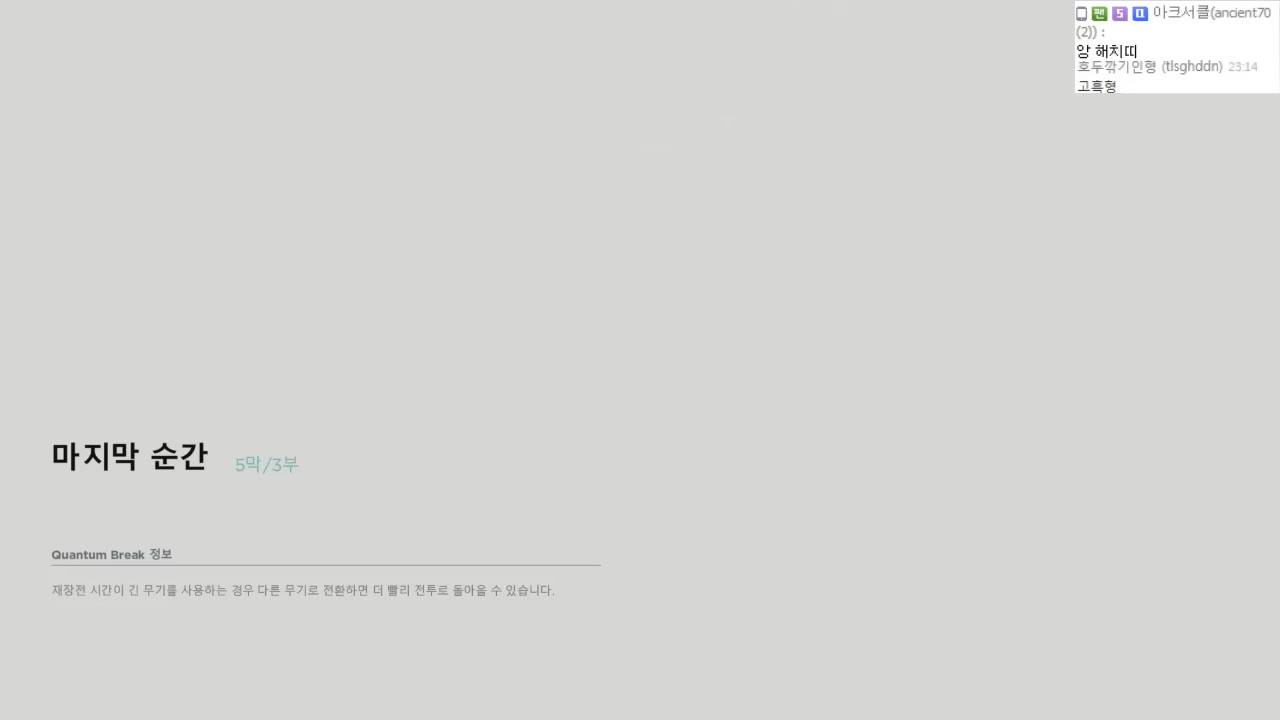 팬 S 아크서클(ancient70
(2)) :
앙 해치띠
호두깎기인형 (tlsghddn) 23:14
고흑형
마지막 순간 5막/3부
Quantum Break 정보
재장전 시간이 긴 무기를 사용하는 경우 다른 무기로 전환하면 더 빨리 전투로 돌아올 수 있습니다.